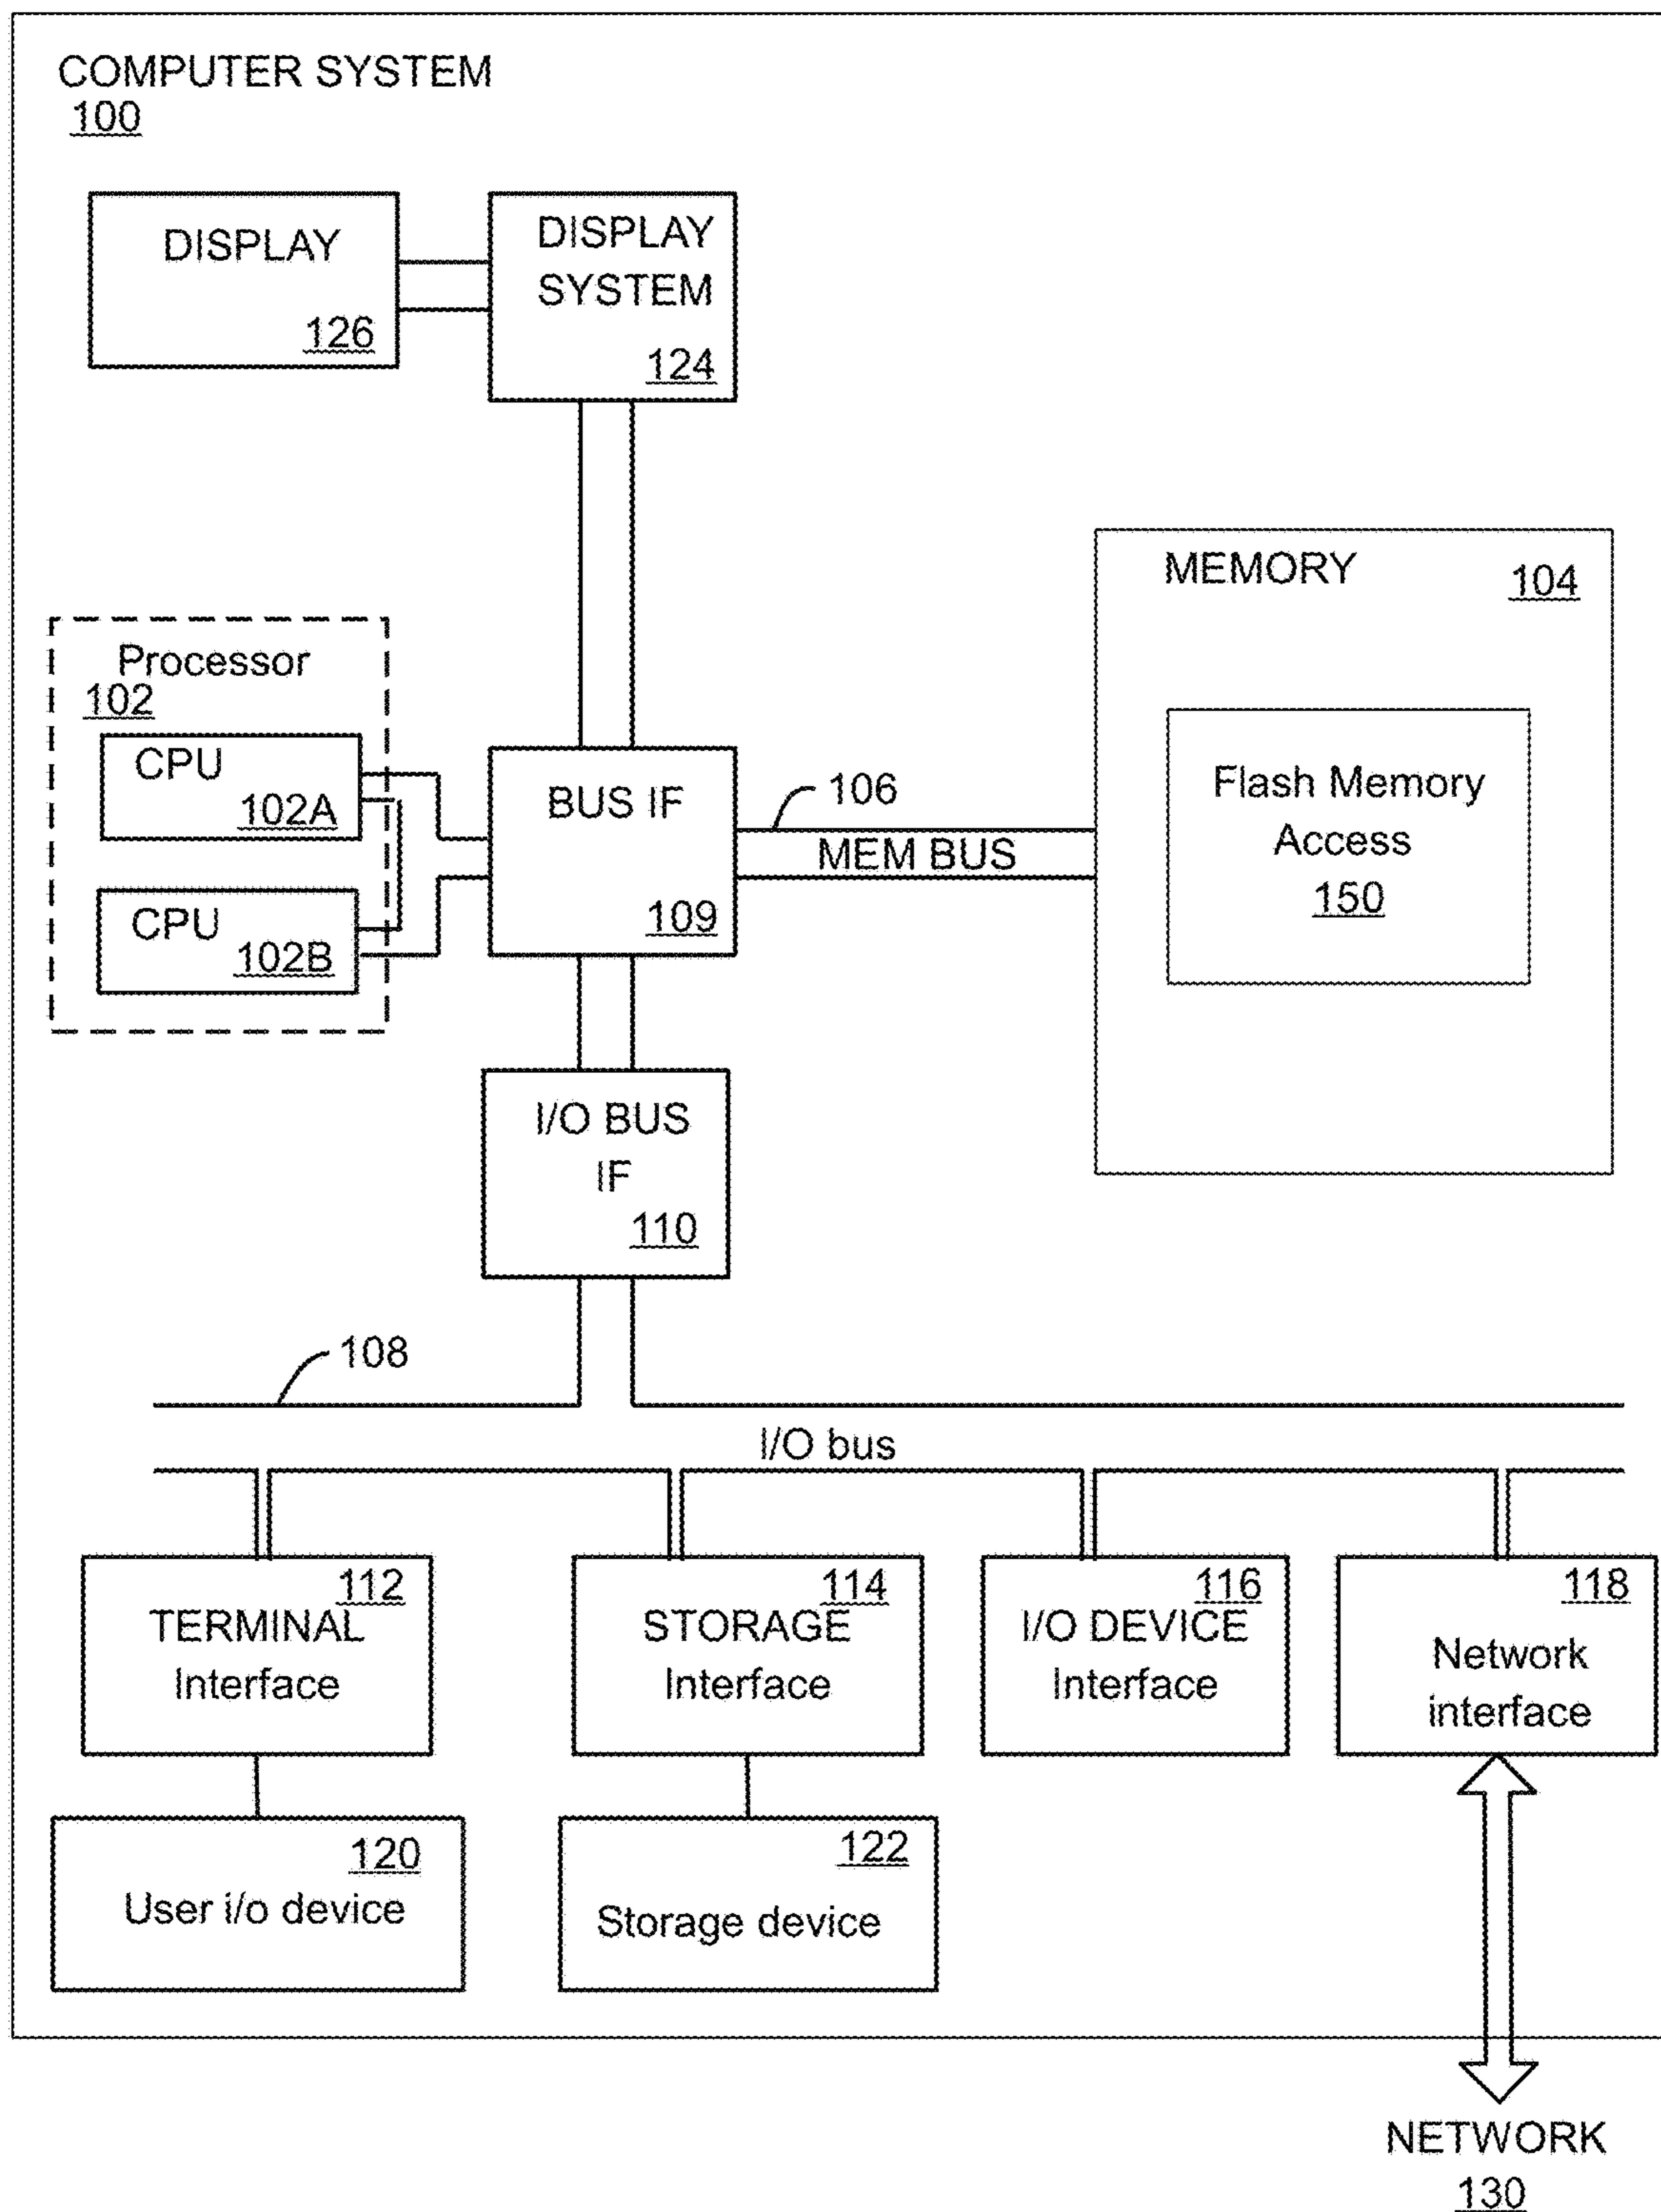 COMPUTER SYSTEM
100
DISPLAY
126
DISPLAY
SYSTEM
124
MEMORY
104
Processor
102
CPU
102A
CPU
102B
BUS IF
109
106
MEM BUS
Flash Memory
Access
150
I/O BUS
IF
110
108
I/O bus
112
TERMINAL
Interface
114
STORAGE
Interface
116
I/O DEVICE
Interface
118
Network
interface
120
User i/o device
122
Storage device
NETWORK
130